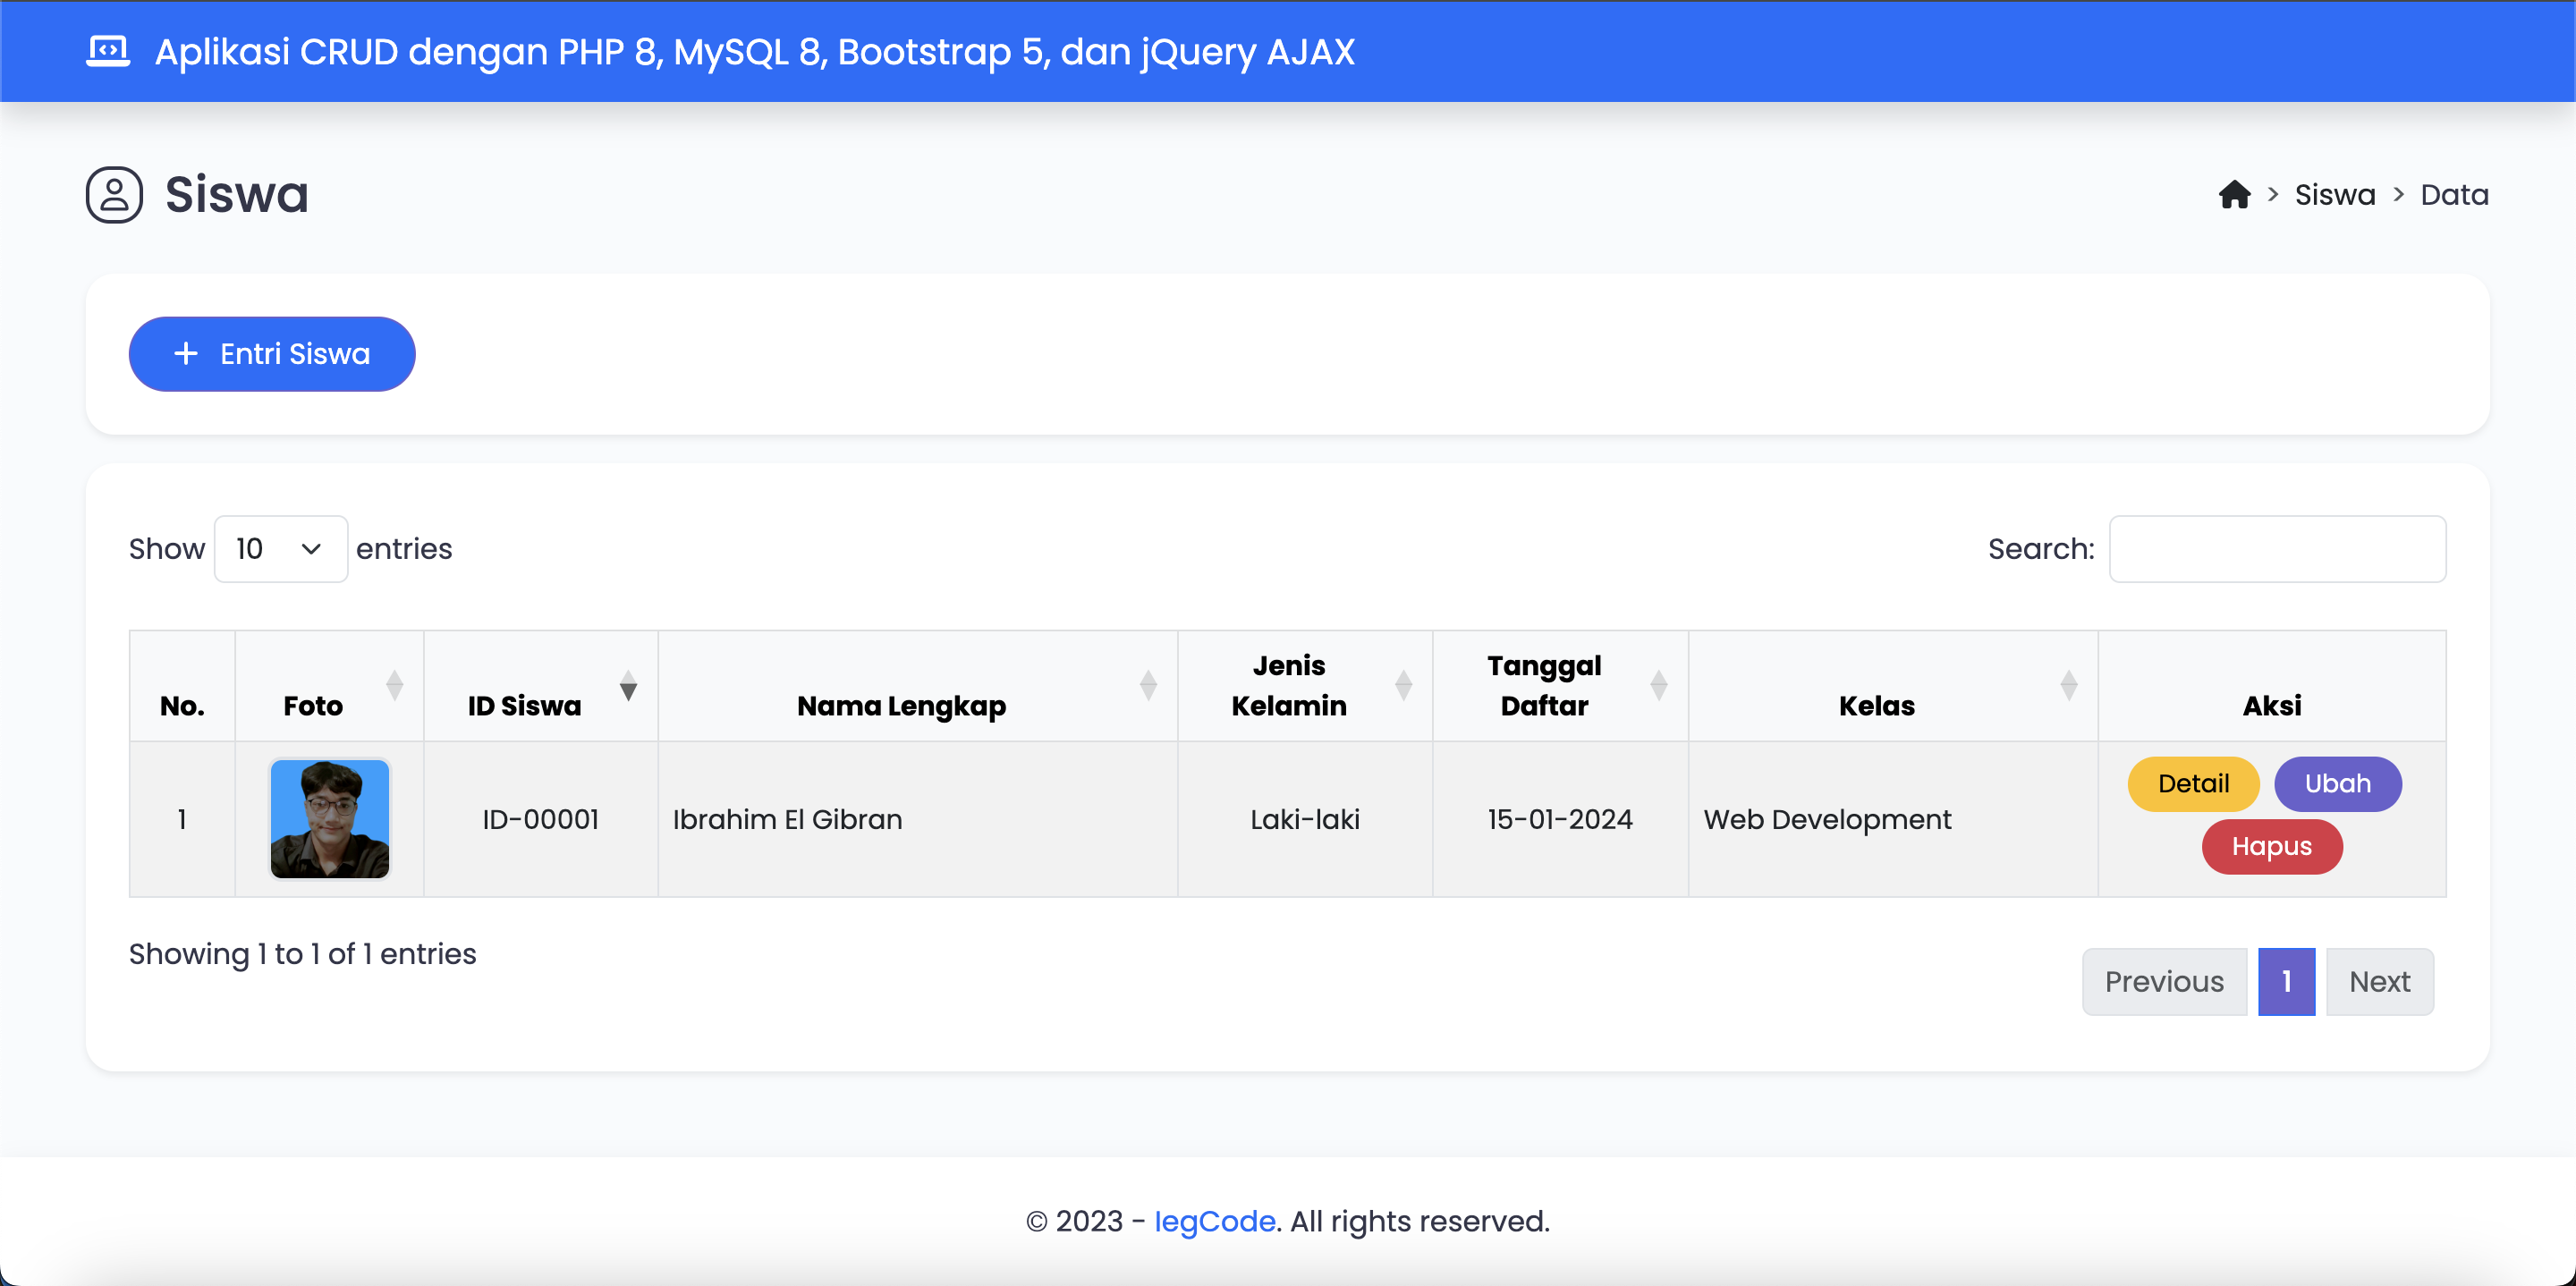 Aplikasi CRUD dengan PHP 8, MySQL 8, Bootstrap 5, dan jQuery AJAX
Siswa
> Siswa > Data
+ Entri Siswa
Show 10 entries
Search:
No. Foto ID Siswa Nama Lengkap Jenis Kelamin Tanggal Daftar Kelas Aksi
1 ID-00001 Ibrahim El Gibran Laki-laki 15-01-2024 Web Development Detail Ubah
Hapus
Showing 1 to 1 of 1 entries
Previous 1 Next
© 2023 - IegCode. All rights reserved.